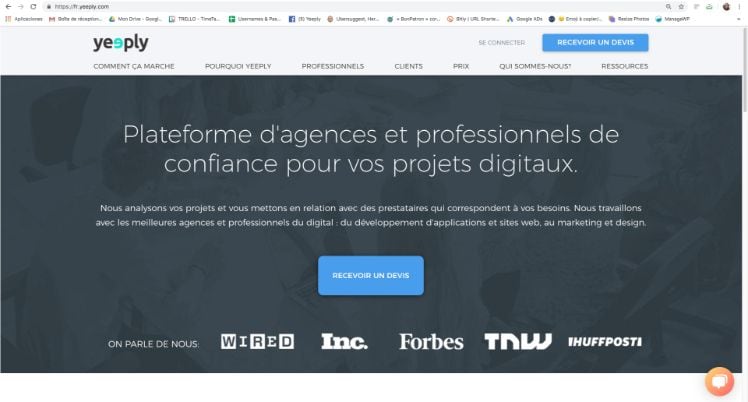 https://fr.yeeply.com
Aplicaciones
Boîte de réception...
Mon Drive - Googl...
TRELLO - TimeTa...
Usernames & Pas...
(3) Yeeply
Ubersuggest, Her...
« BonPatron » cor...
Bitly | URL Shorte...
Google ADs
Emoji à copier/...
Resize Photos
ManageWP
yeeply
SE CONNECTER
RECEVOIR UN DEVIS
COMMENT ÇA MARCHE
POURQUOI YEEPLY
PROFESSIONNELS
CLIENTS
PRIX
QUI SOMMES-NOUS?
RESSOURCES
Plateforme d'agences et professionnels de
confiance pour vos projets digitaux.
Nous analysons vos projets et vous mettons en relation avec des prestataires qui correspondent à vos besoins. Nous travaillons
avec les meilleures agences et professionnels du digital : du développement d'applications et sites web, au marketing et design.
RECEVOIR UN DEVIS
ON PARLE DE NOUS:
WIRED
Inc.
Forbes
TNW
IHUFFPOSTI